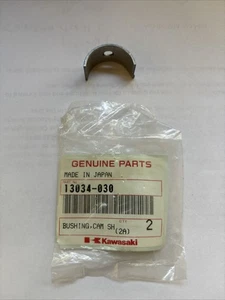 GENUINE PARTS
MADE IN JAPAN
13034-030
BUSHING,CAM SH
(2A)
2
Kawasaki